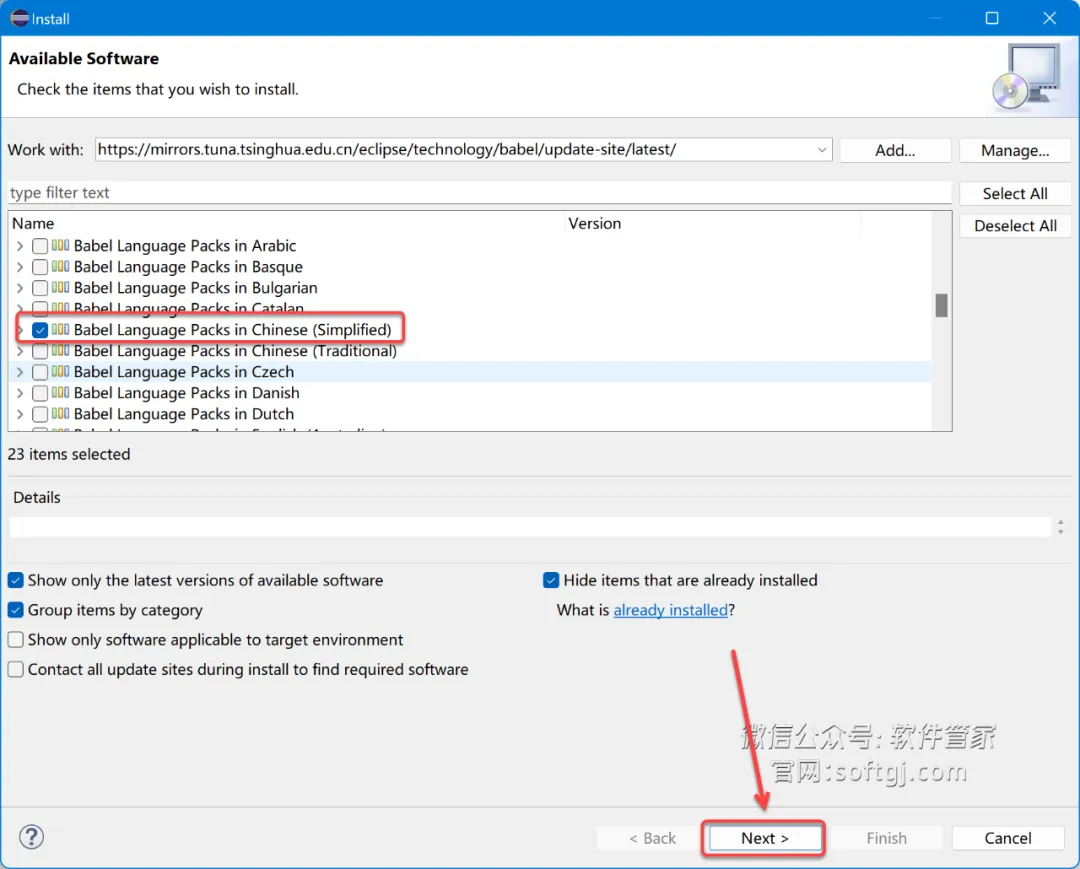 Install
Available Software
Check the items that you wish to install.
Work with: https://mirrors.tuna.tsinghua.edu.cn/eclipse/technology/babel/update-site/latest/ Add... Manage...
type filter text Select All
Name Version Deselect All
Babel Language Packs in Arabic
Babel Language Packs in Basque
Babel Language Packs in Bulgarian
Babel Language Packs in Catalan
Babel Language Packs in Chinese (Simplified)
Babel Language Packs in Chinese (Traditional)
Babel Language Packs in Czech
Babel Language Packs in Danish
Babel Language Packs in Dutch
23 items selected
Details
Show only the latest versions of available software Hide items that are already installed
Group items by category What is already installed?
Show only software applicable to target environment
Contact all update sites during install to find required software
微信公众号:软件管家
官网:softgj.com
? < Back Next > Finish Cancel